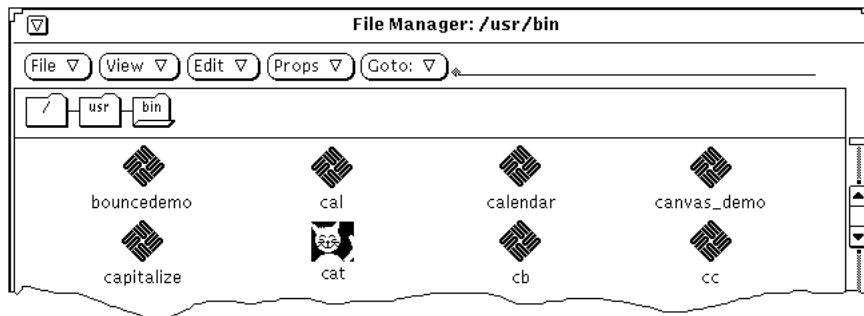 File Manager: /usr/bin
File View Edit Props Goto:
/ usr bin
bouncedemo cal calendar canvas_demo
capitalize cat cb cc